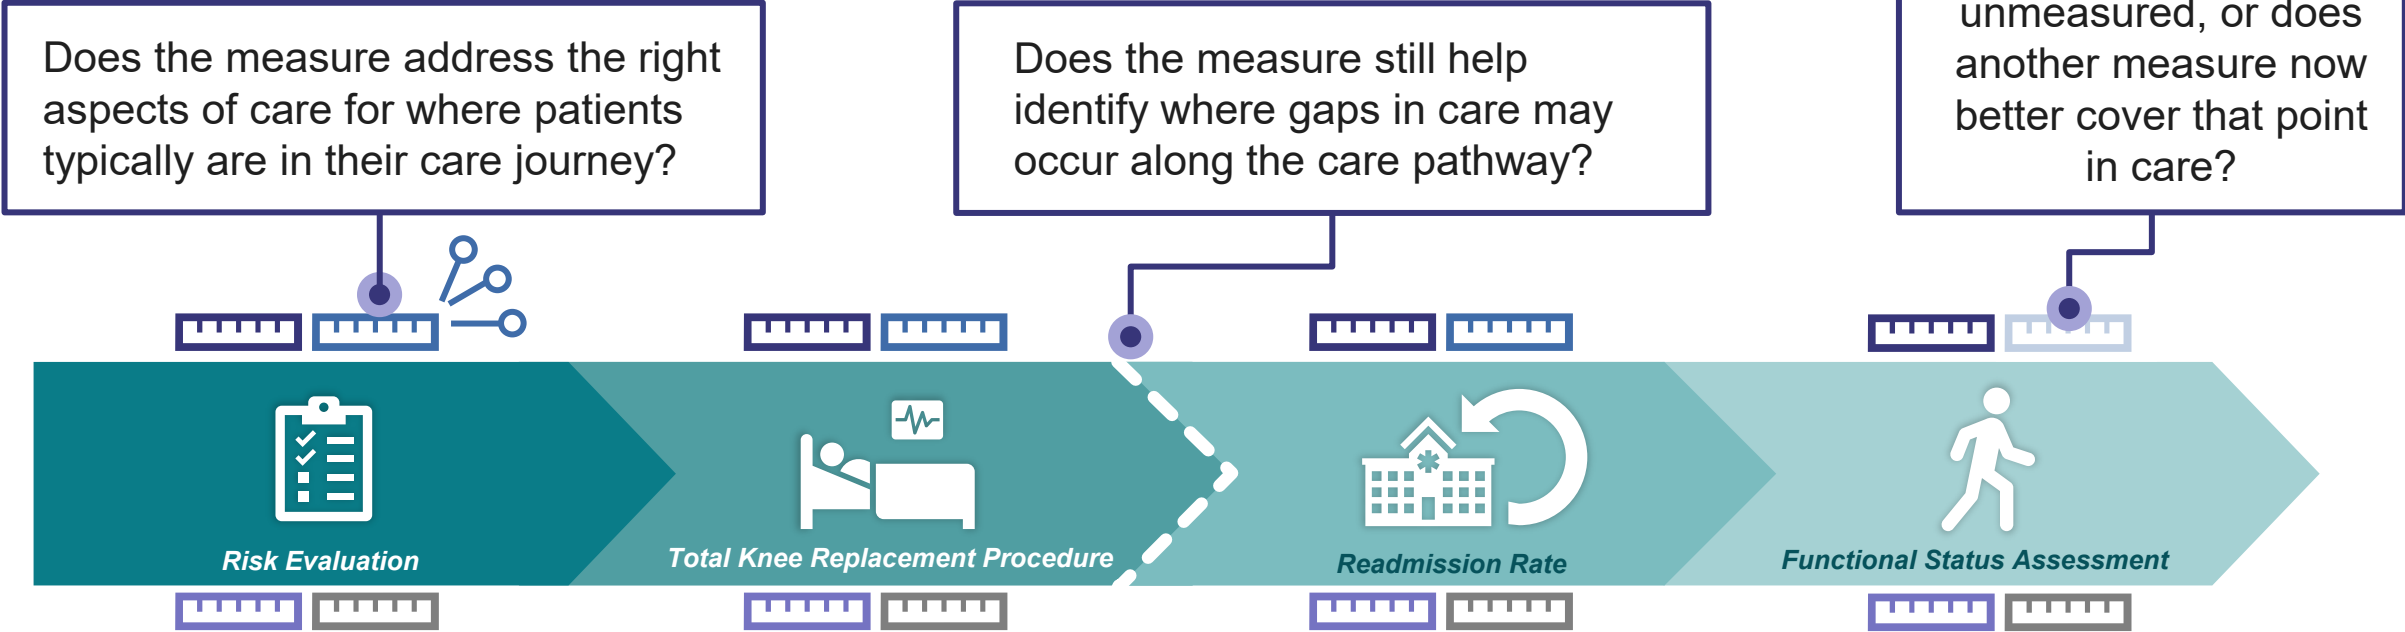 Does the measure address the right
aspects of care for where patients
typically are in their care journey?
Does the measure still help
identify where gaps in care may
occur along the care pathway?
unmeasured, or does
another measure now
better cover that point
in care?
Risk Evaluation
Total Knee Replacement Procedure
Readmission Rate
Functional Status Assessment